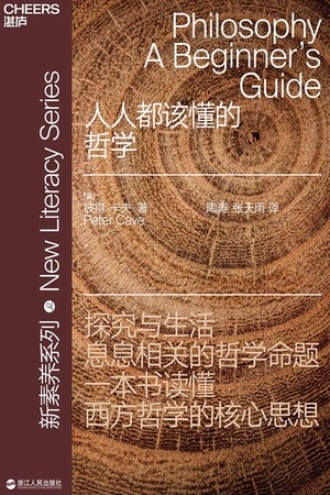 CHEERS
湛庐
Philosophy
A Beginner's
Guide
人人都该懂的
哲学
[英]
彼得·卡夫 著
Peter Cave
陶涛 张天雨 译
新素养系列 New Literacy Series
探究与生活
息息相关的哲学命题
一本书读懂
西方哲学的核心思想
浙江人民出版社